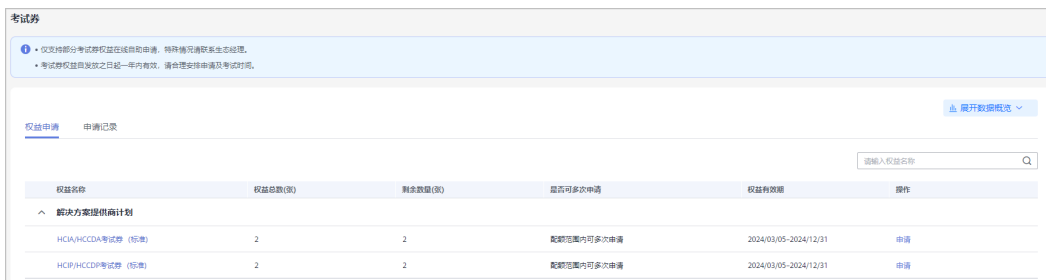 考试券
• 仅支持部分考试券权益在线自助申请，特殊情况请联系生态经理。
• 考试券权益自发放之日起一年内有效，请合理安排申请及考试时间。
展开数据概览
权益申请 申请记录
请输入权益名称
权益名称 权益总数(张) 剩余数量(张) 是否可多次申请 权益有效期 操作
解决方案提供商计划
HCIA/HCCDA考试券（标准） 2 2 配额范围内可多次申请 2024/03/05-2024/12/31 申请
HCIP/HCCDP考试券（标准） 2 2 配额范围内可多次申请 2024/03/05-2024/12/31 申请